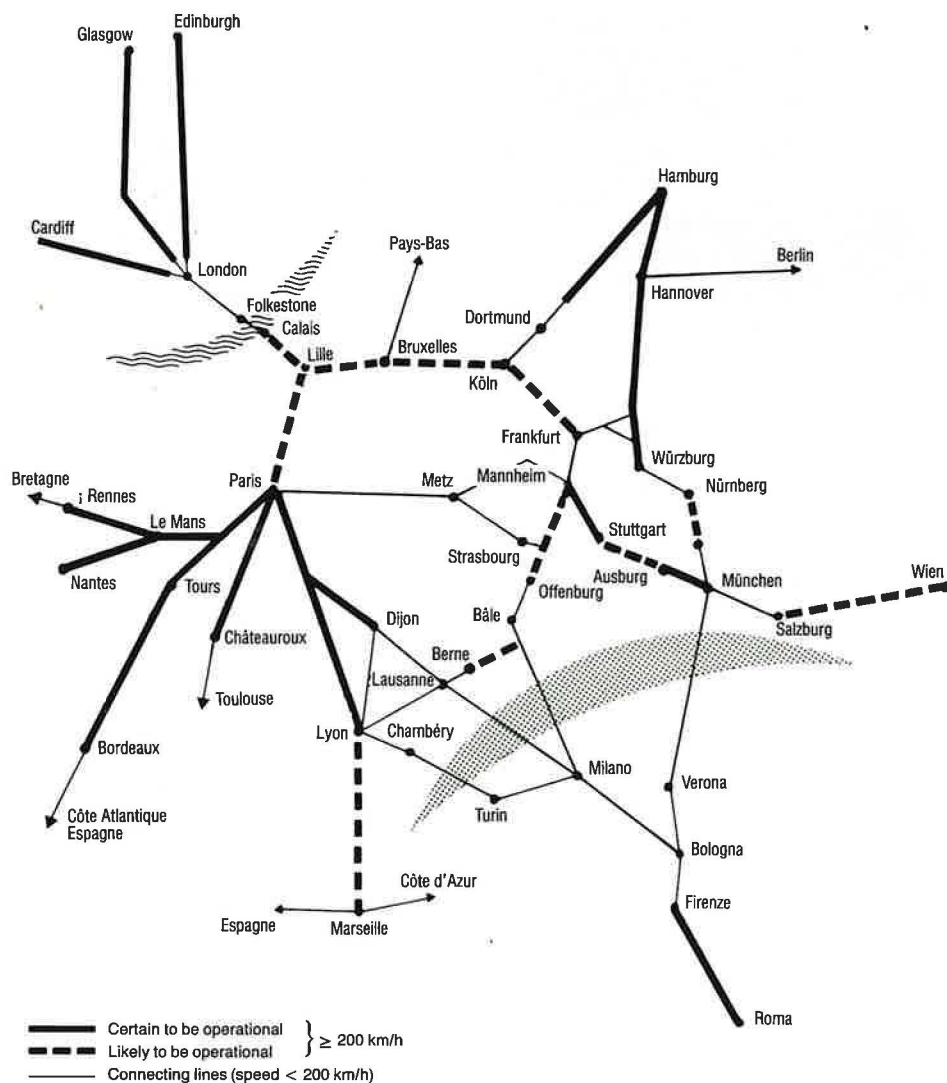 Glasgow
Edinburgh
Cardiff
London
Folkestone
Calais
Lille
Pays-Bas
Bruxelles
Hamburg
Berlin
Hannover
Dortmund
Köln
Frankfurt
Würzburg
Nürnberg
Metz
Mannheim
Paris
Bretagne
¡ Rennes
Le Mans
Nantes
Tours
Strasbourg
Stuttgart
Ausburg
München
Wien
Salzburg
Offenburg
Bâle
Dijon
Châteauroux
Toulouse
Berne
Lausanne
Lyon
Chambéry
Bordeaux
Milano
Turin
Verona
Côte Atlantique
Espagne
Bologna
Côte d'Azur
Espagne
Marseille
Firenze
Roma
Certain to be operational
Likely to be operational
} ≥ 200 km/h
Connecting lines (speed < 200 km/h)